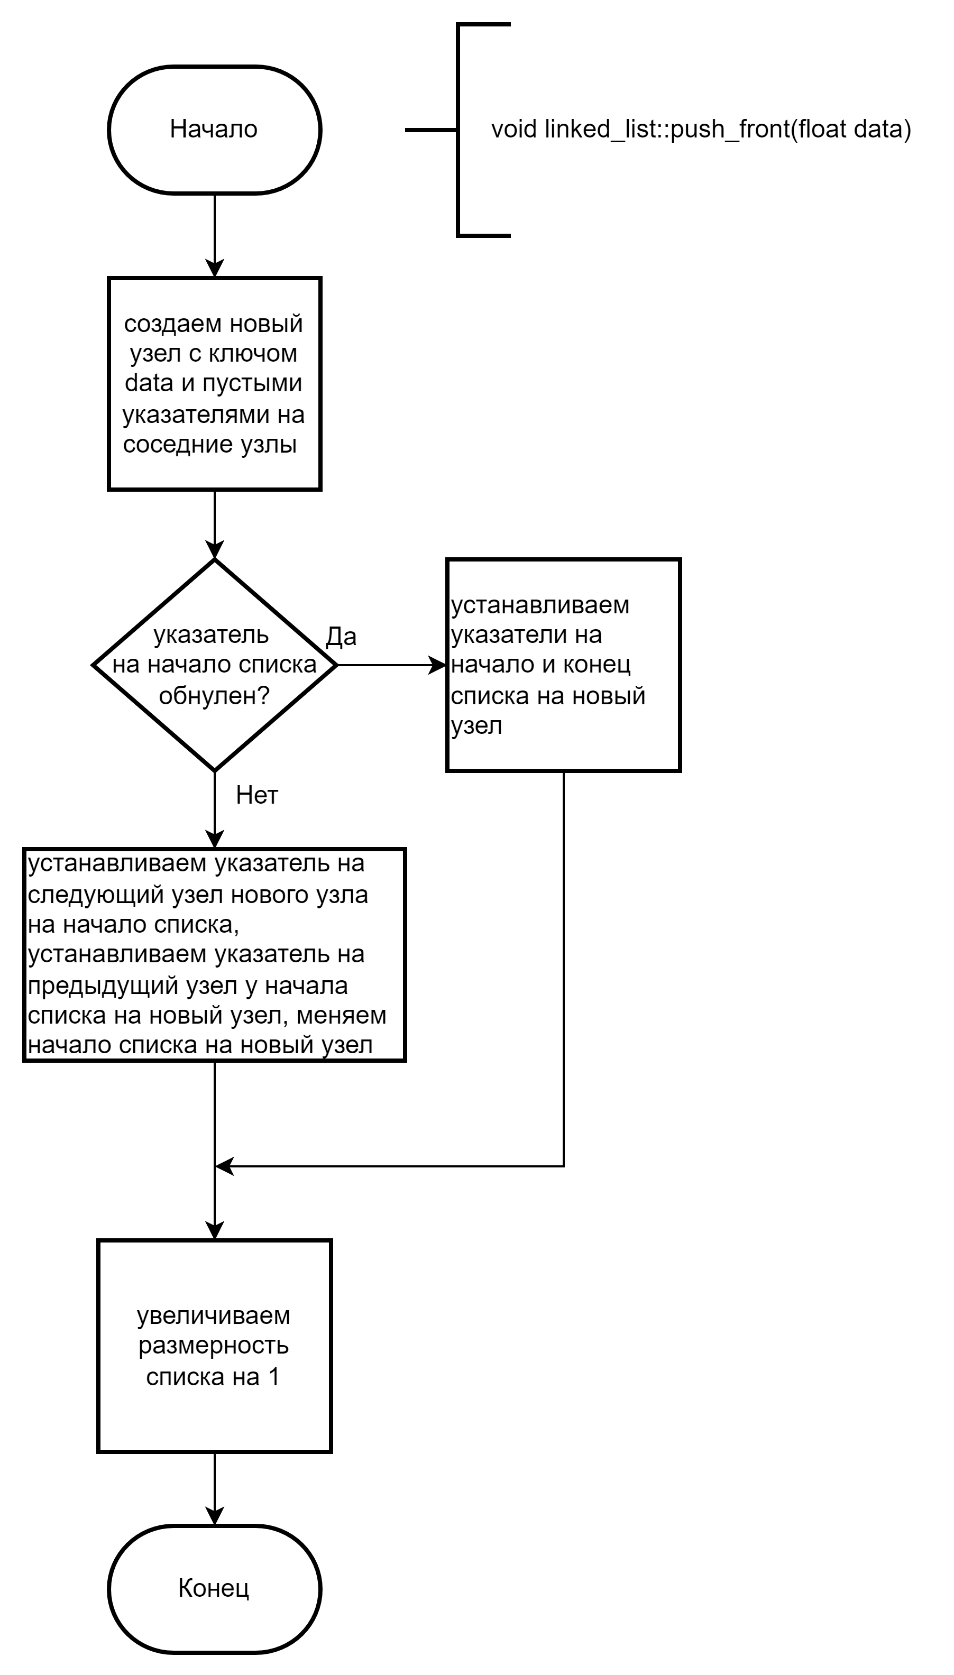 Начало
void linked_list::push_front(float data)
создаем новый
узел с ключом
data и пустыми
указателями на
соседние узлы
указатель
на начало списка
обнулен?
Да
устанавливаем
указатели на
начало и конец
списка на новый
узел
Нет
устанавливаем указатель на
следующий узел нового узла
на начало списка,
устанавливаем указатель на
предыдущий узел у начала
списка на новый узел, меняем
начало списка на новый узел
увеличиваем
размерность
списка на 1
Конец